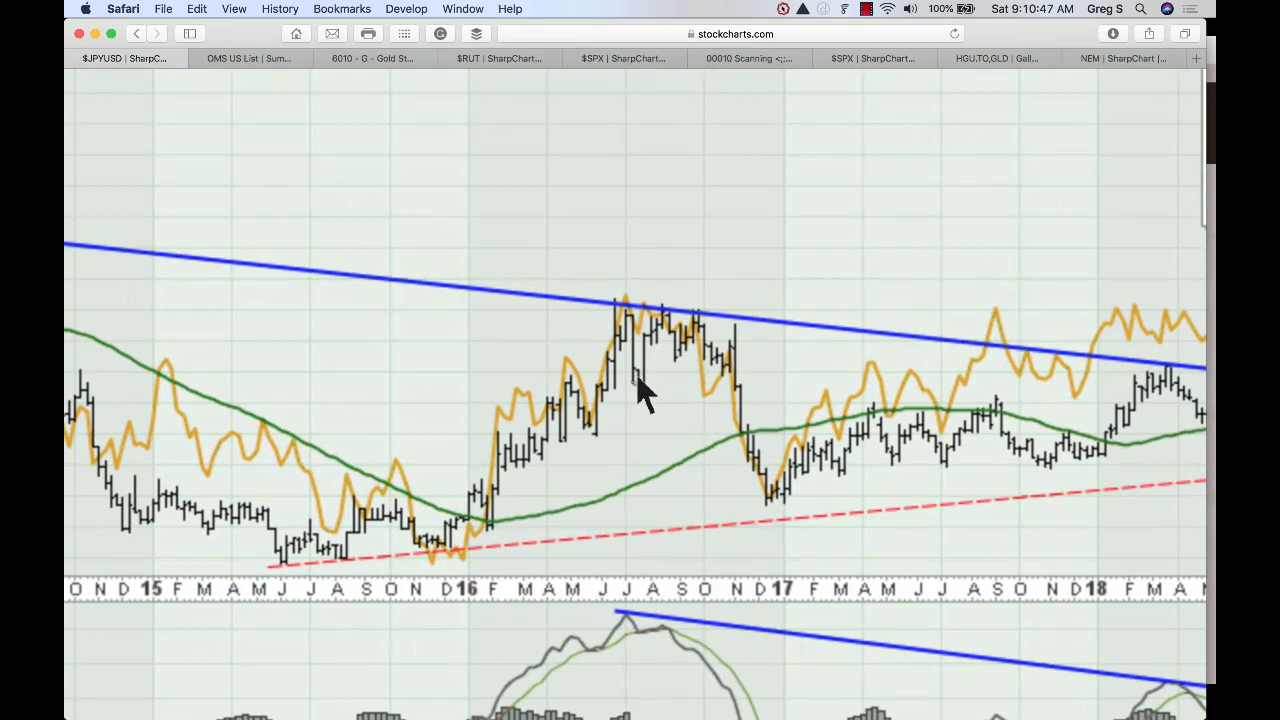 Safari File Edit View History Bookmarks Develop Window Help 100% Sat 9:10:47 AM Greg S
stockcharts.com
$JPYUSD | SharpC... OMS US List | Sum... 6010 - G - Gold St... $RUT | SharpCharts... $SPX | SharpChart... 00010 Scanning <;;... $SPX | SharpChart... HGU.TO,GLD | Gall... NEM | SharpChart |...
O N D 15 F M A M J J A S O N D 16 F M A M J J A S O N D 17 F M A M J J A S O N D 18 F M A